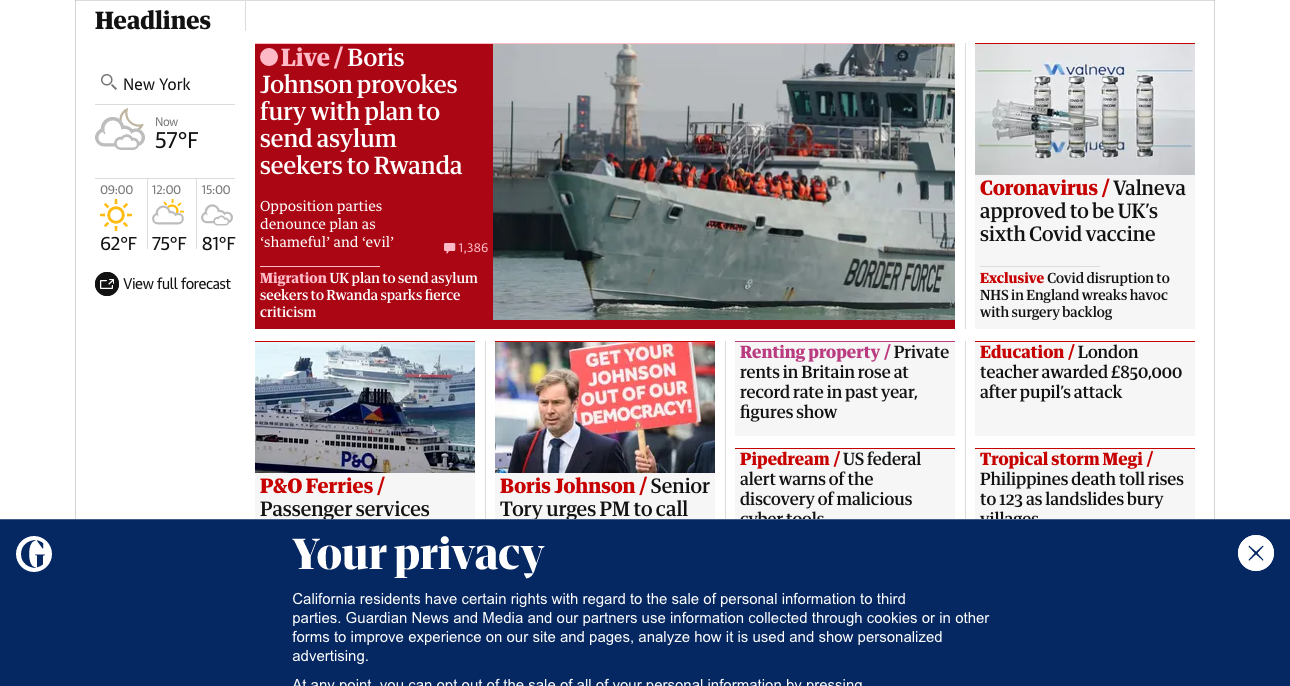 Headlines
New York
Now
57°F
09:00
12:00
15:00
62°F
75°F
81°F
View full forecast
Live / Boris
Johnson provokes
fury with plan to
send asylum
seekers to Rwanda
Opposition parties
denounce plan as
‘shameful’ and ‘evil’
1,386
Migration UK plan to send asylum
seekers to Rwanda sparks fierce
criticism
BORDER FORCE
valneva
Coronavirus / Valneva
approved to be UK’s
sixth Covid vaccine
Exclusive Covid disruption to
NHS in England wreaks havoc
with surgery backlog
P&O
P&O Ferries /
Passenger services
GET YOUR
JOHNSON
OUT OF OUR
DEMOCRACY!
Boris Johnson / Senior
Tory urges PM to call
Renting property / Private
rents in Britain rose at
record rate in past year,
figures show
Pipedream / US federal
alert warns of the
discovery of malicious
cyber tools
Education / London
teacher awarded £850,000
after pupil’s attack
Tropical storm Megi /
Philippines death toll rises
to 123 as landslides bury
villages
G
Your privacy
California residents have certain rights with regard to the sale of personal information to third
parties. Guardian News and Media and our partners use information collected through cookies or in other
forms to improve experience on our site and pages, analyze how it is used and show personalized
advertising.
At any point, you can opt out of the sale of all of your personal information by pressing